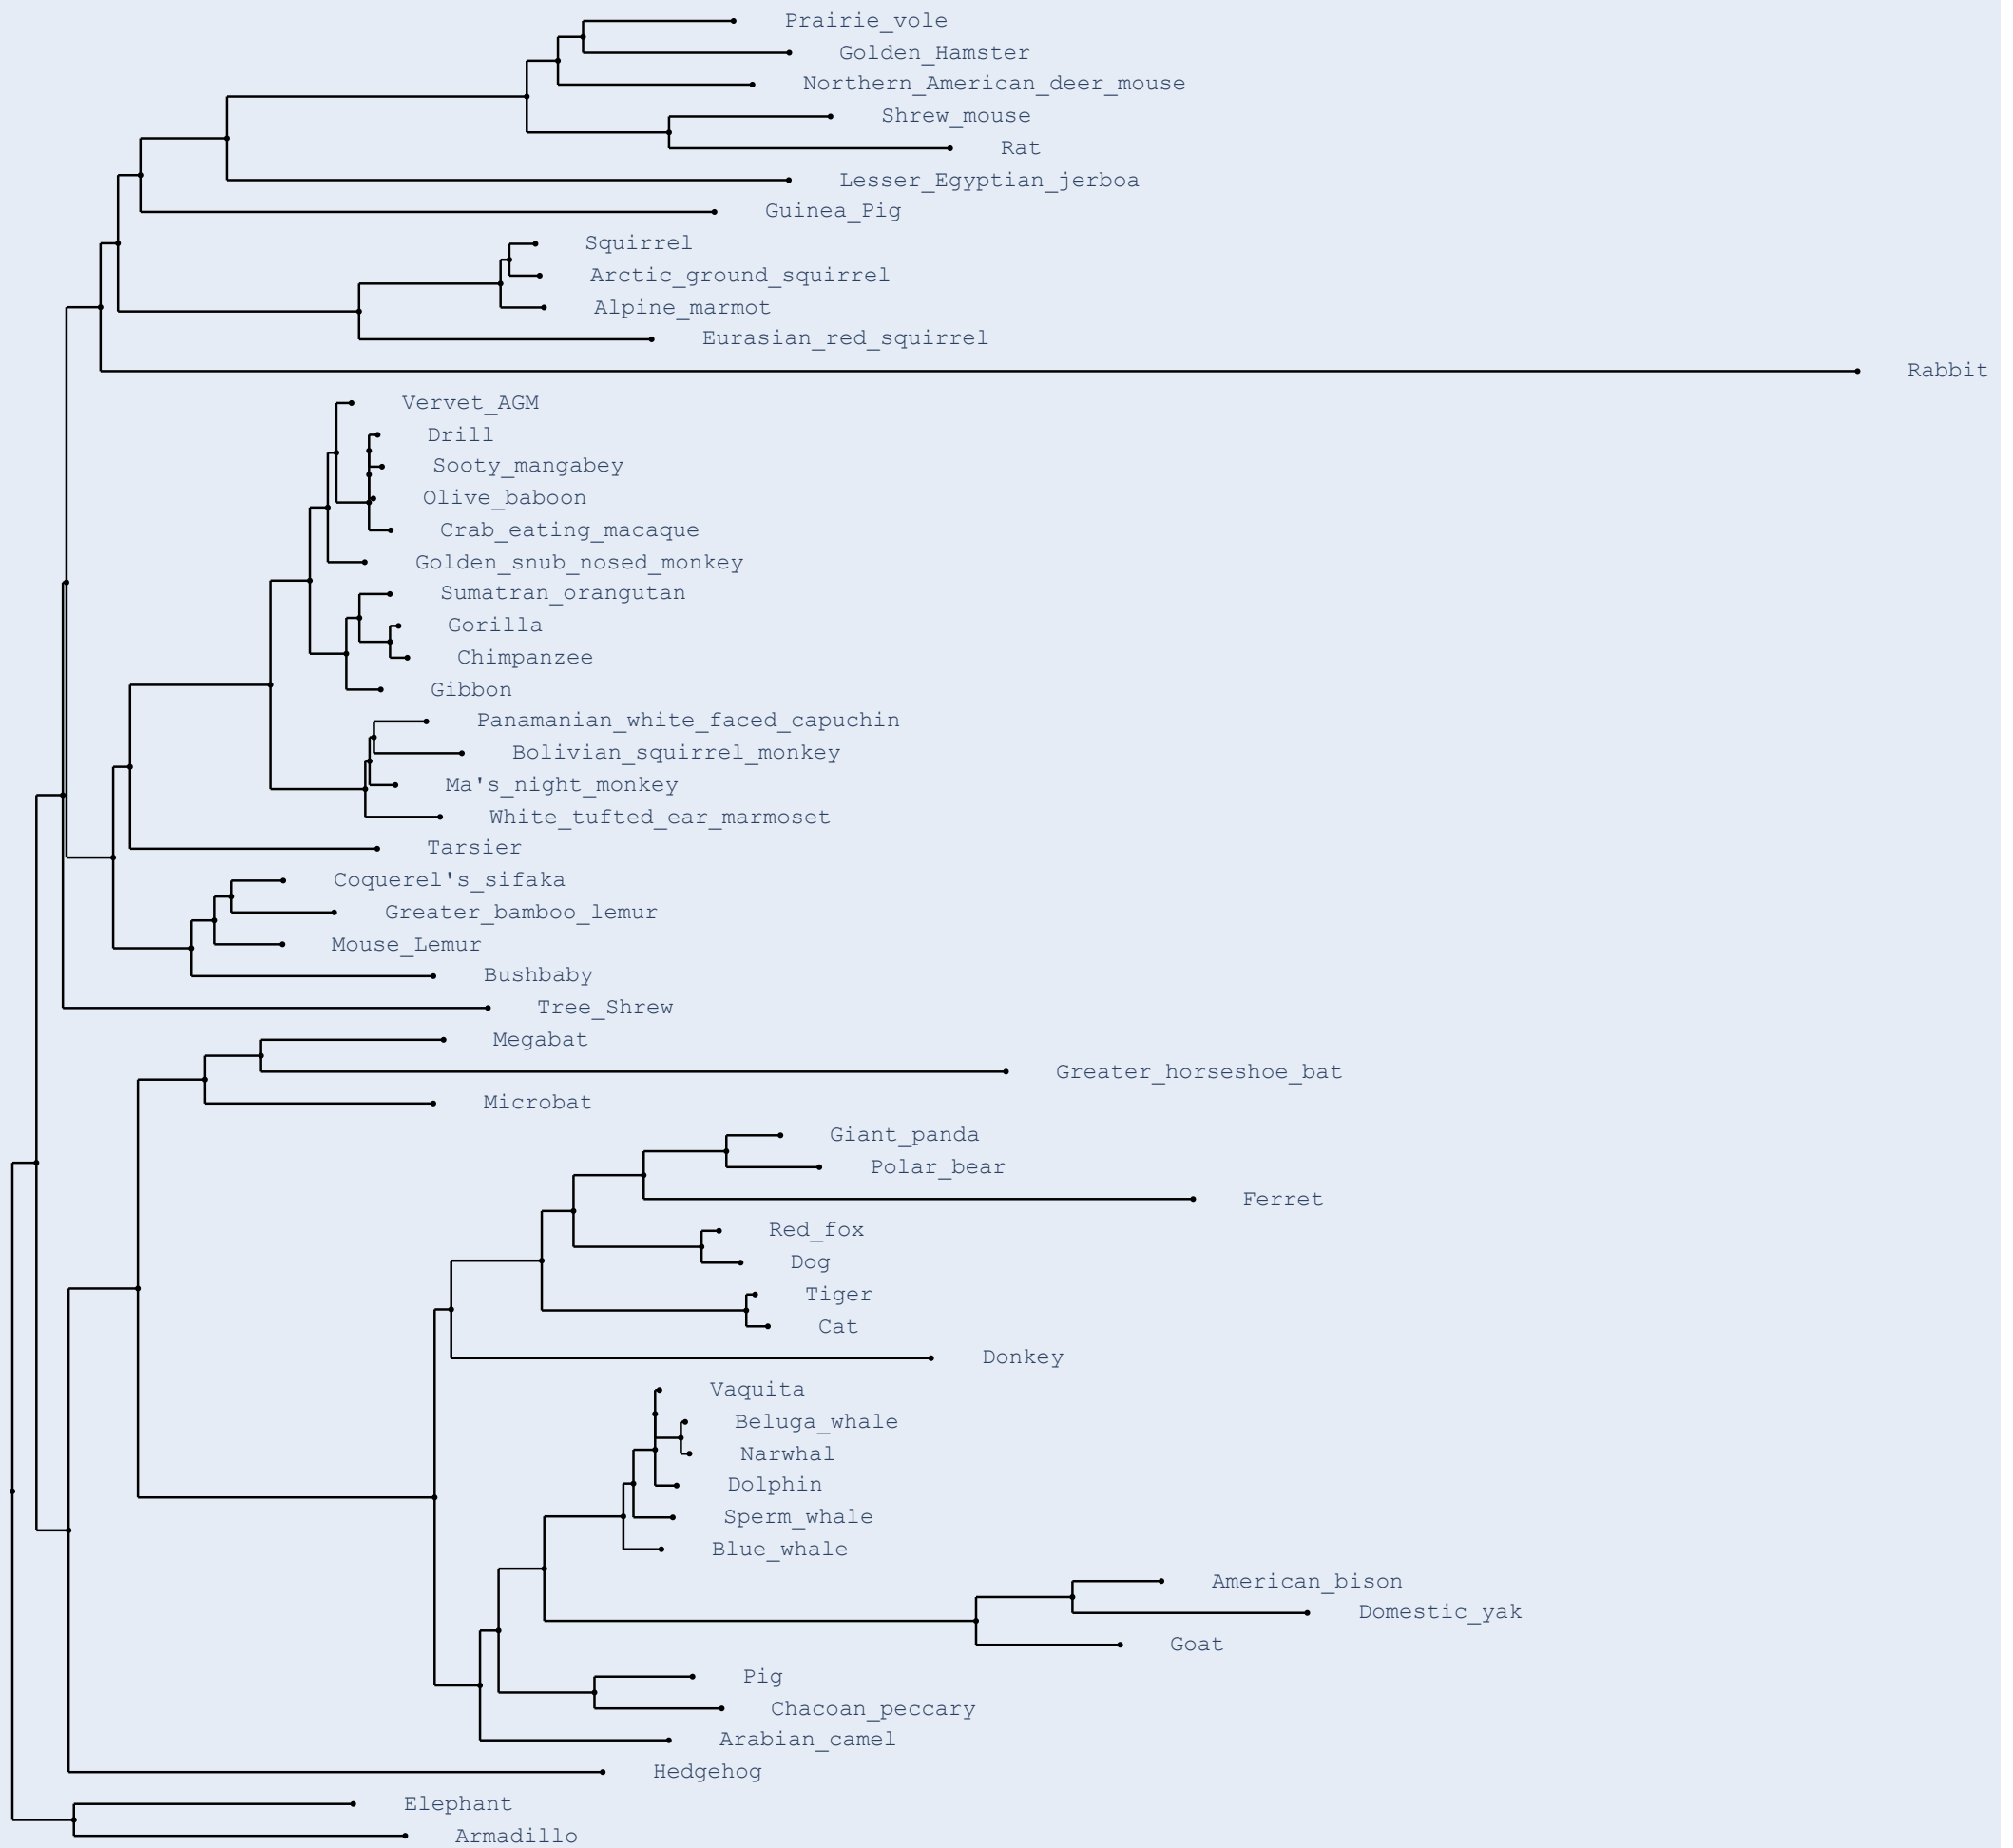 Prairie_vole
Golden_Hamster
Northern_American_deer_mouse
Shrew_mouse
Rat
Lesser_Egyptian_jerboa
Guinea_Pig
Squirrel
Arctic_ground_squirrel
Alpine_marmot
Eurasian_red_squirrel
Rabbit
Vervet_AGM
Drill
Sooty_mangabey
Olive_baboon
Crab_eating_macaque
Golden_snub_nosed_monkey
Sumatran_orangutan
Gorilla
Chimpanzee
Gibbon
Panamanian_white_faced_capuchin
Bolivian_squirrel_monkey
Ma's_night_monkey
White_tufted_ear_marmoset
Tarsier
Coquerel's_sifaka
Greater_bamboo_lemur
Mouse_Lemur
Bushbaby
Tree_Shrew
Megabat
Greater_horseshoe_bat
Microbat
Giant_panda
Polar_bear
Ferret
Red_fox
Dog
Tiger
Cat
Donkey
Vaquita
Beluga_whale
Narwhal
Dolphin
Sperm_whale
Blue_whale
American_bison
Domestic_yak
Goat
Pig
Chacoan_peccary
Arabian_camel
Hedgehog
Elephant
Armadillo